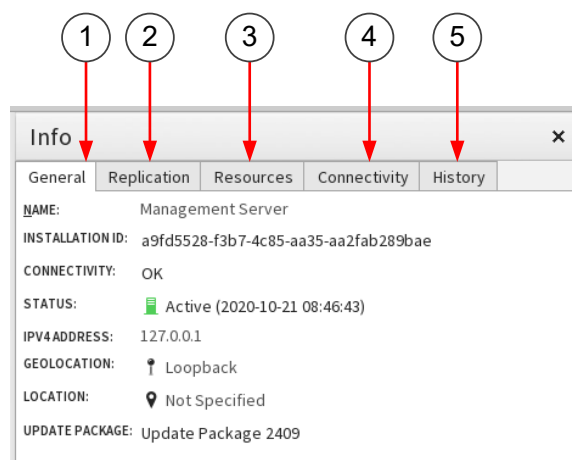 1 2 3 4 5
Info ×
General Replication Resources Connectivity History
NAME: Management Server
INSTALLATION ID: a9fd5528-f3b7-4c85-aa35-aa2fab289bae
CONNECTIVITY: OK
STATUS: Active (2020-10-21 08:46:43)
IPV4 ADDRESS: 127.0.0.1
GEOLOCATION: Loopback
LOCATION: Not Specified
UPDATE PACKAGE: Update Package 2409